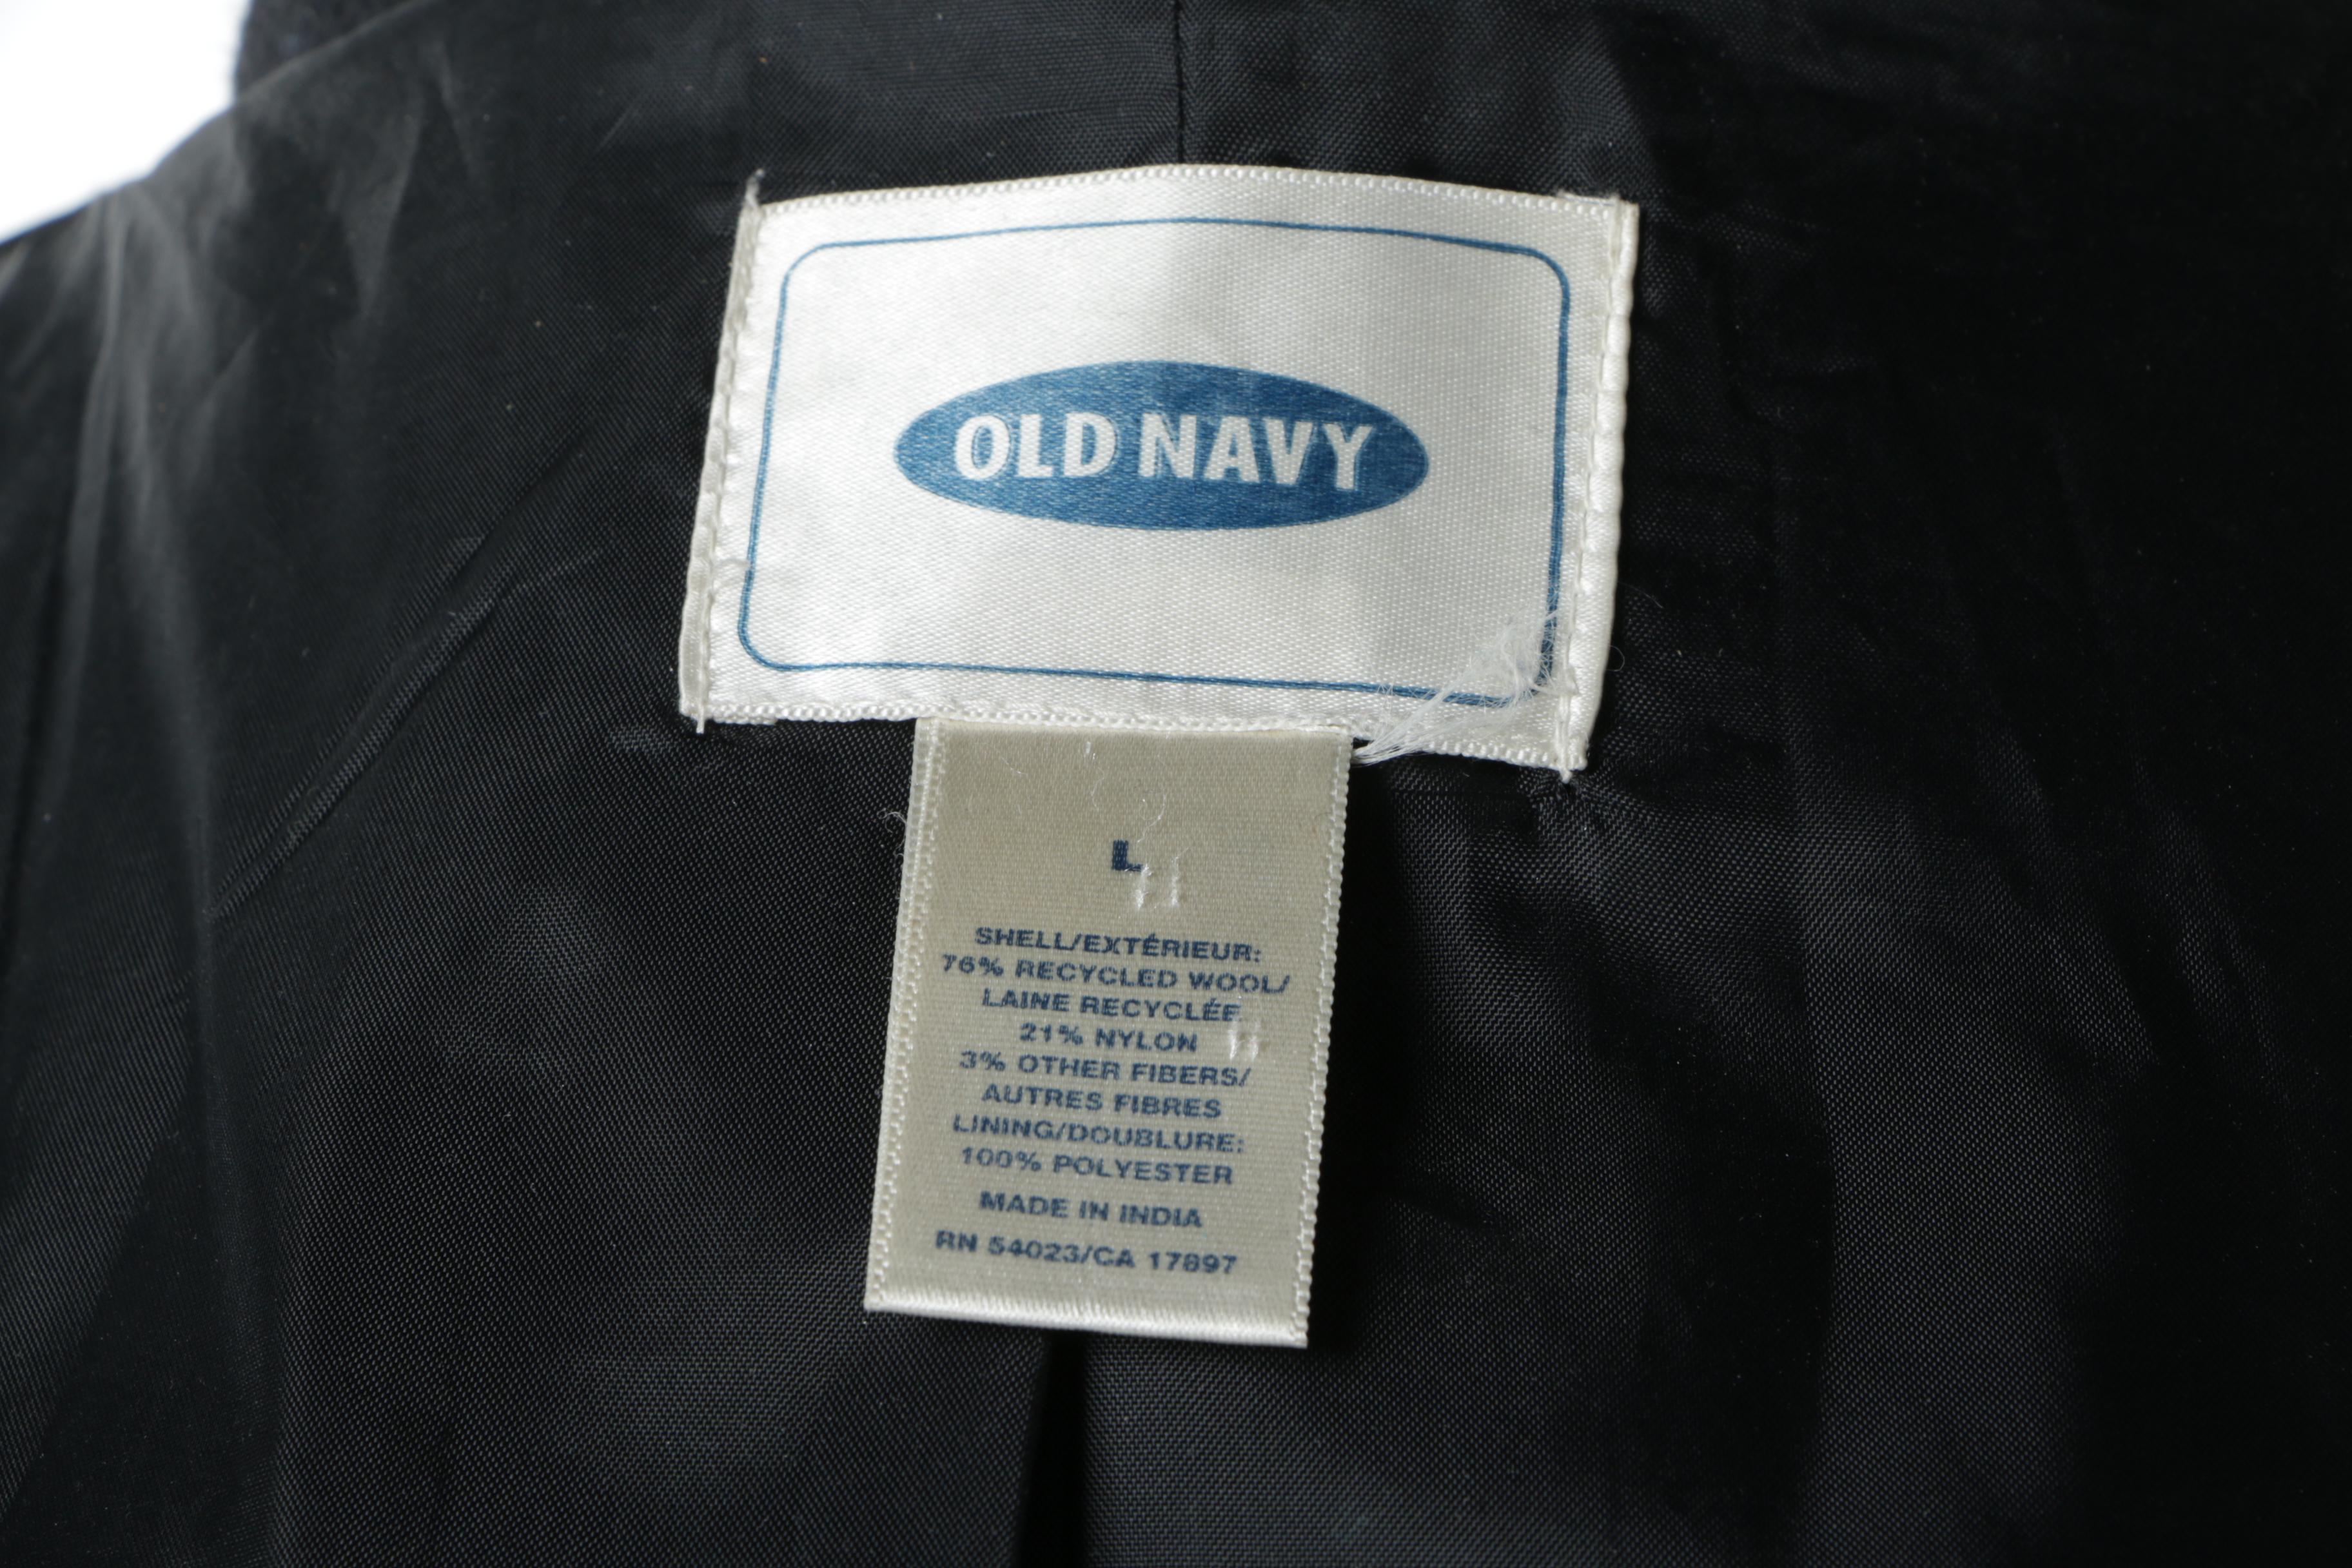 OLD NAVY
L
SHELL/EXTÉRIEUR:
76% RECYCLED WOOL/
LAINE RECYCLÉE
21% NYLON
3% OTHER FIBERS/
AUTRES FIBRES
LINING/DOUBLURE:
100% POLYESTER
MADE IN INDIA
RN 54023/CA 17897